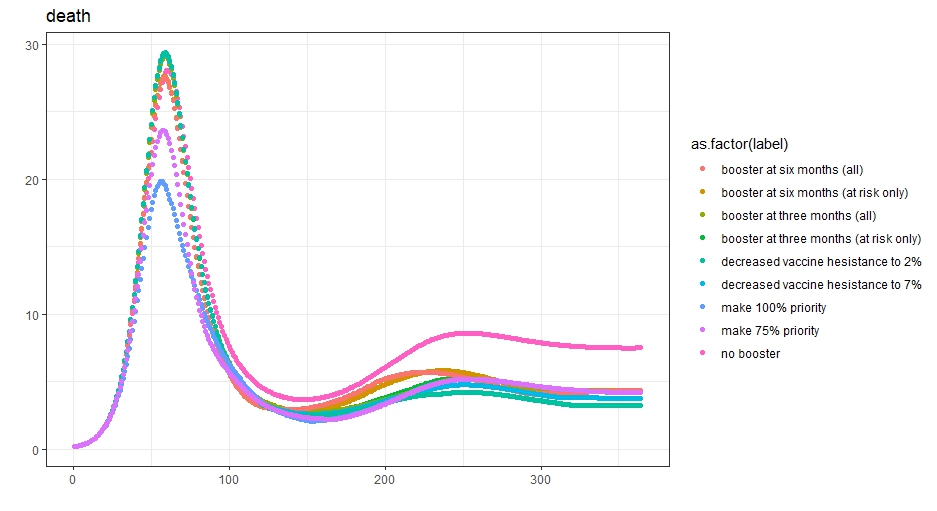 death
30
20
10
0
0 100 200 300
as.factor(label)
booster at six months (all)
booster at six months (at risk only)
booster at three months (all)
booster at three months (at risk only)
decreased vaccine hesistance to 2%
decreased vaccine hesistance to 7%
make 100% priority
make 75% priority
no booster